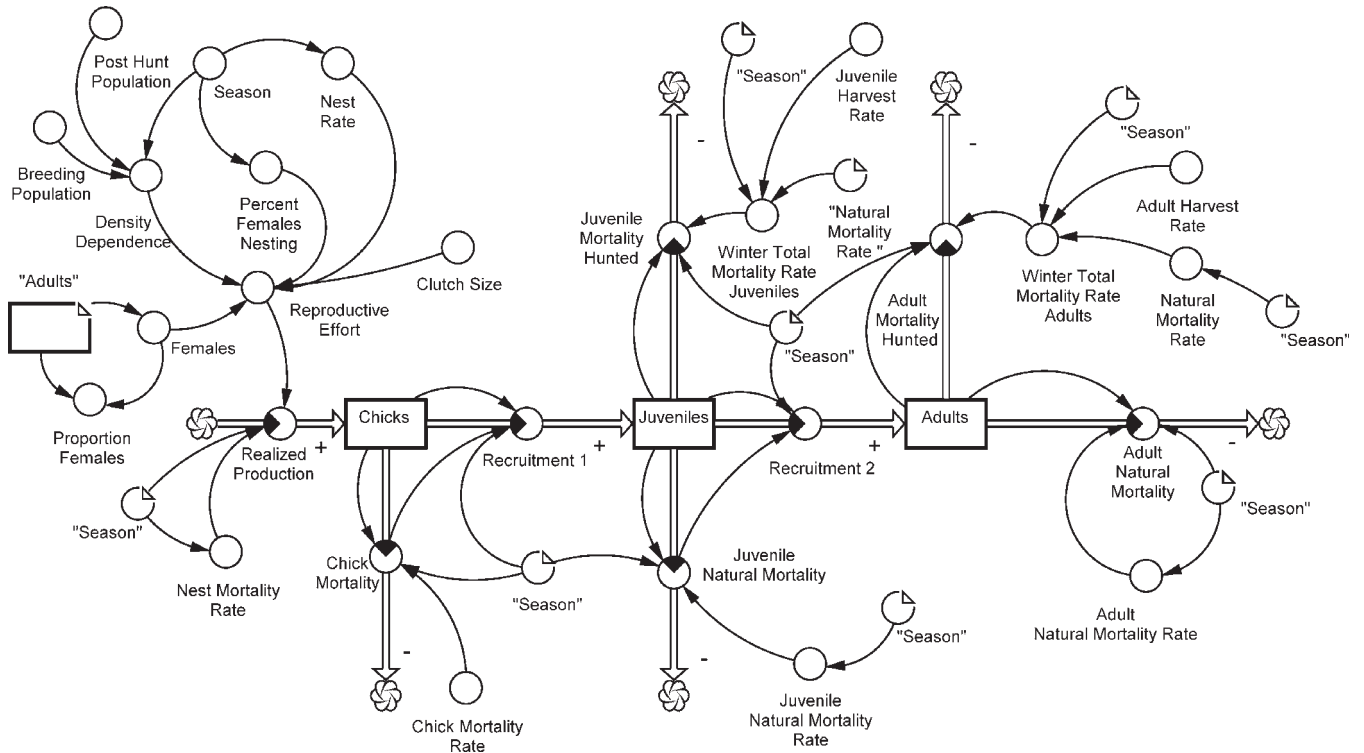 Post Hunt
Population
Season
Nest
Rate
"Season"
Juvenile
Harvest
Rate
-
-
"Season"
Breeding
Population
Density
Dependence
Percent
Females
Nesting
Juvenile
Mortality
Hunted
Winter Total
Mortality Rate
Juveniles
"Natural
Mortality
Rate "
Adult Harvest
Rate
Clutch Size
"Adults"
Reproductive
Effort
Females
"Season"
Adult
Mortality
Hunted
Winter Total
Mortality Rate
Adults
Natural
Mortality
Rate
"Season"
Proportion
Females
Realized
Production
+
Chicks
Recruitment 1
+
Juveniles
Recruitment 2
+
Adults
Adult
Natural
Mortality
-
"Season"
"Season"
Nest Mortality
Rate
Chick
Mortality
"Season"
Juvenile
Natural Mortality
"Season"
Adult
Natural Mortality Rate
-
-
Chick Mortality
Rate
Juvenile
Natural Mortality
Rate